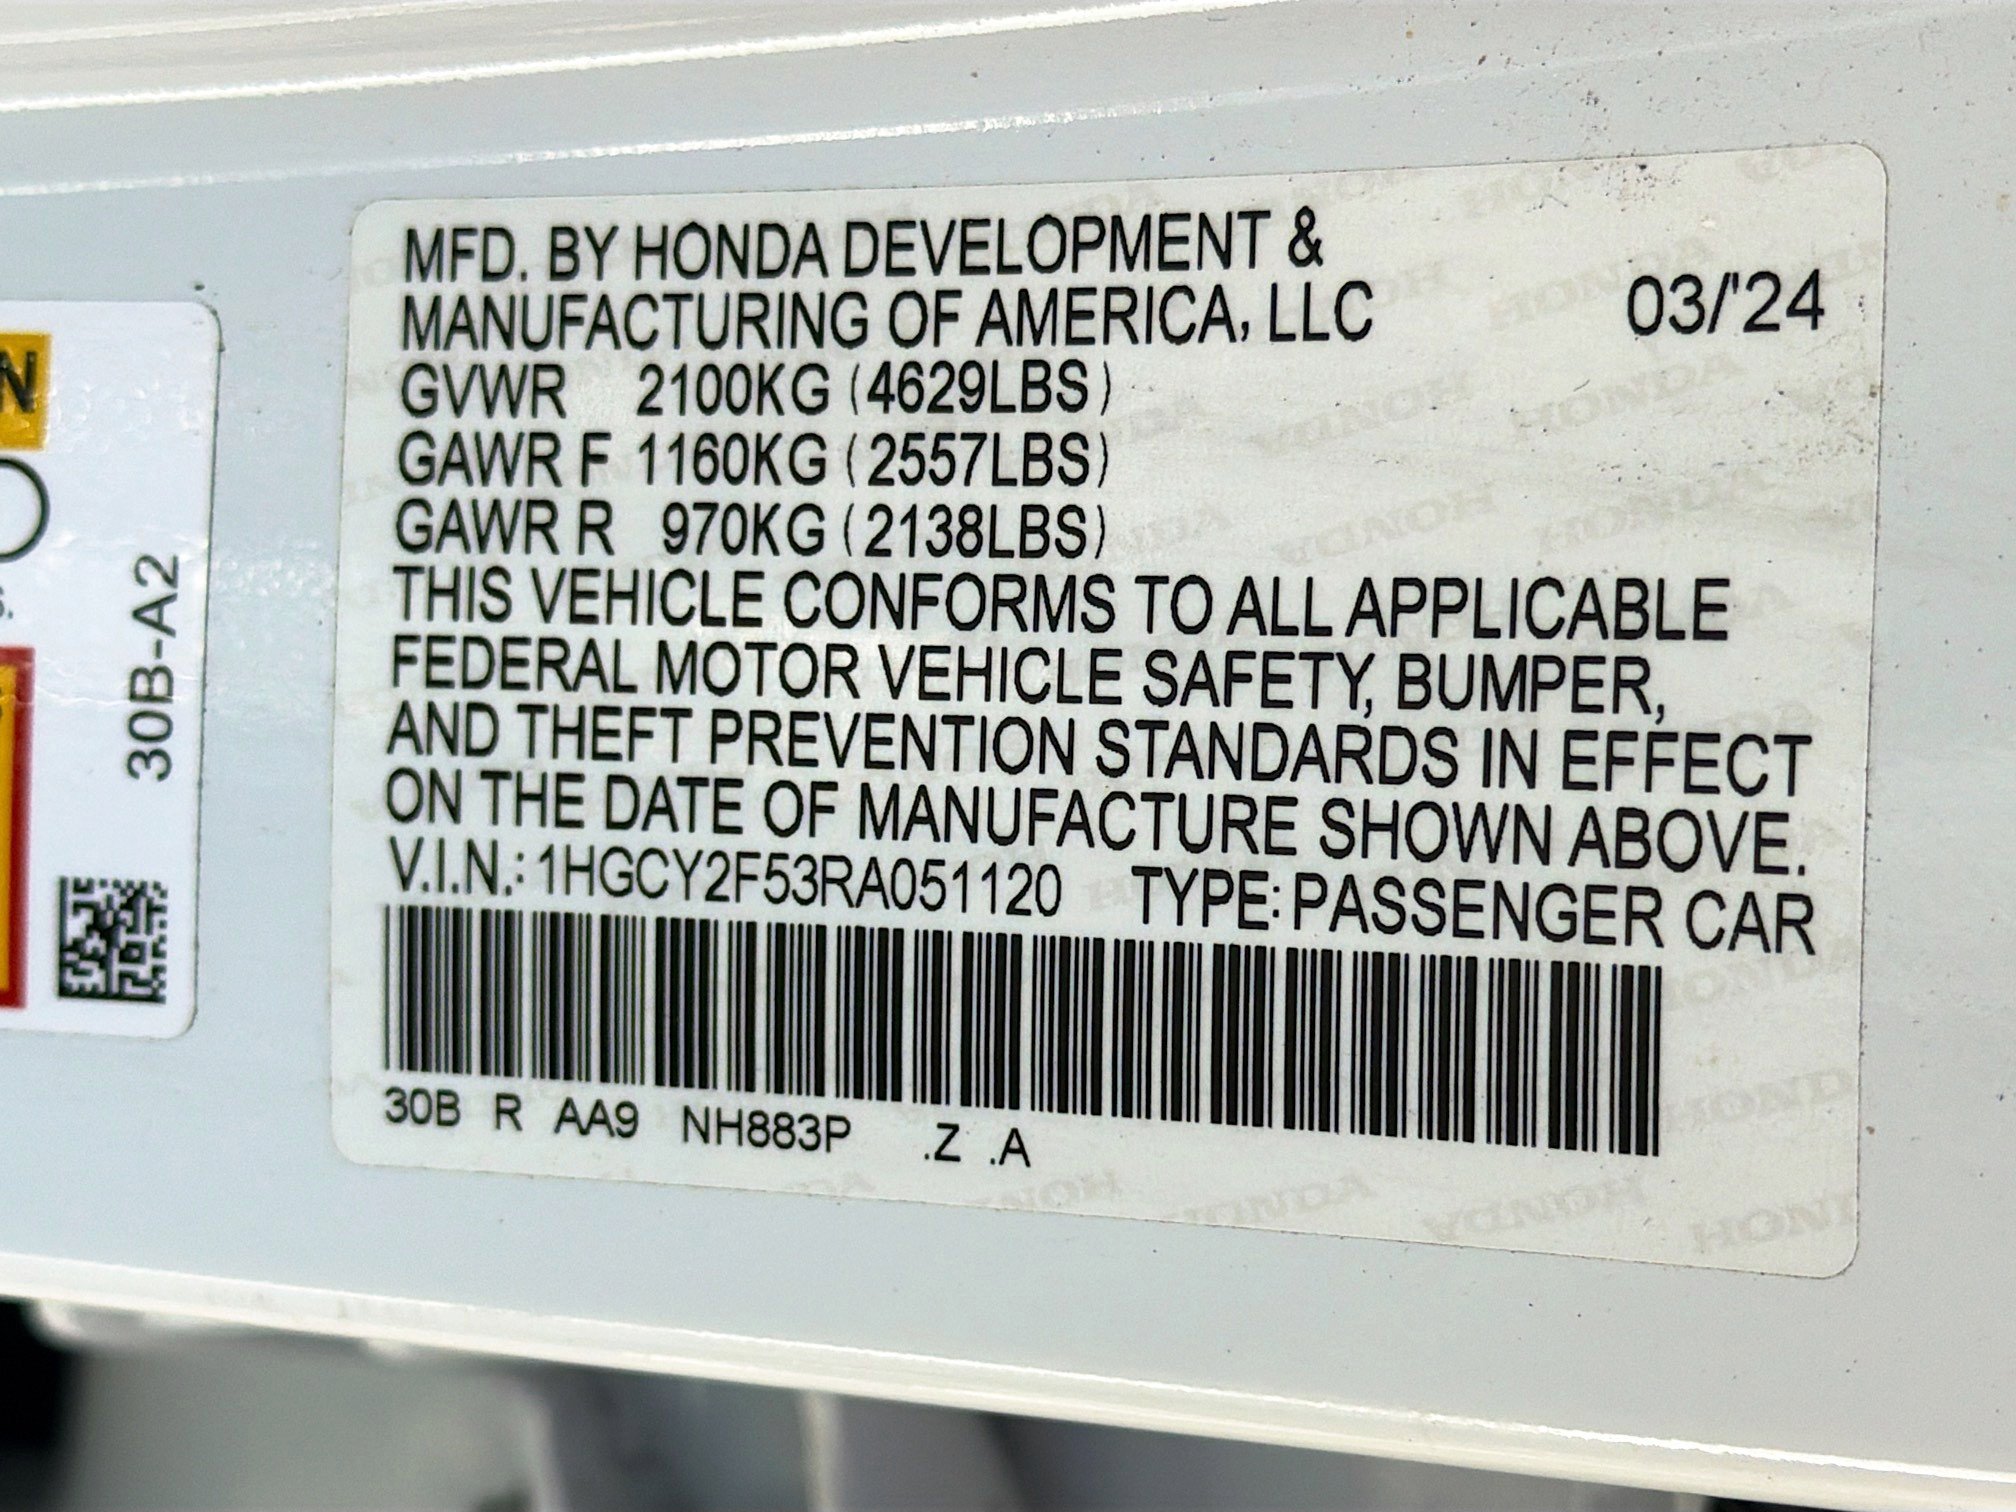 MFD. BY HONDA DEVELOPMENT &
MANUFACTURING OF AMERICA, LLC 03/'24
GVWR 2100KG (4629LBS)
GAWR F 1160KG (2557LBS)
GAWR R 970KG (2138LBS)
THIS VEHICLE CONFORMS TO ALL APPLICABLE
FEDERAL MOTOR VEHICLE SAFETY, BUMPER,
AND THEFT PREVENTION STANDARDS IN EFFECT
ON THE DATE OF MANUFACTURE SHOWN ABOVE.
V.I.N.: 1HGCY2F53RA051120 TYPE: PASSENGER CAR
30B R AA9 NH883P .Z .A
30B-A2
N